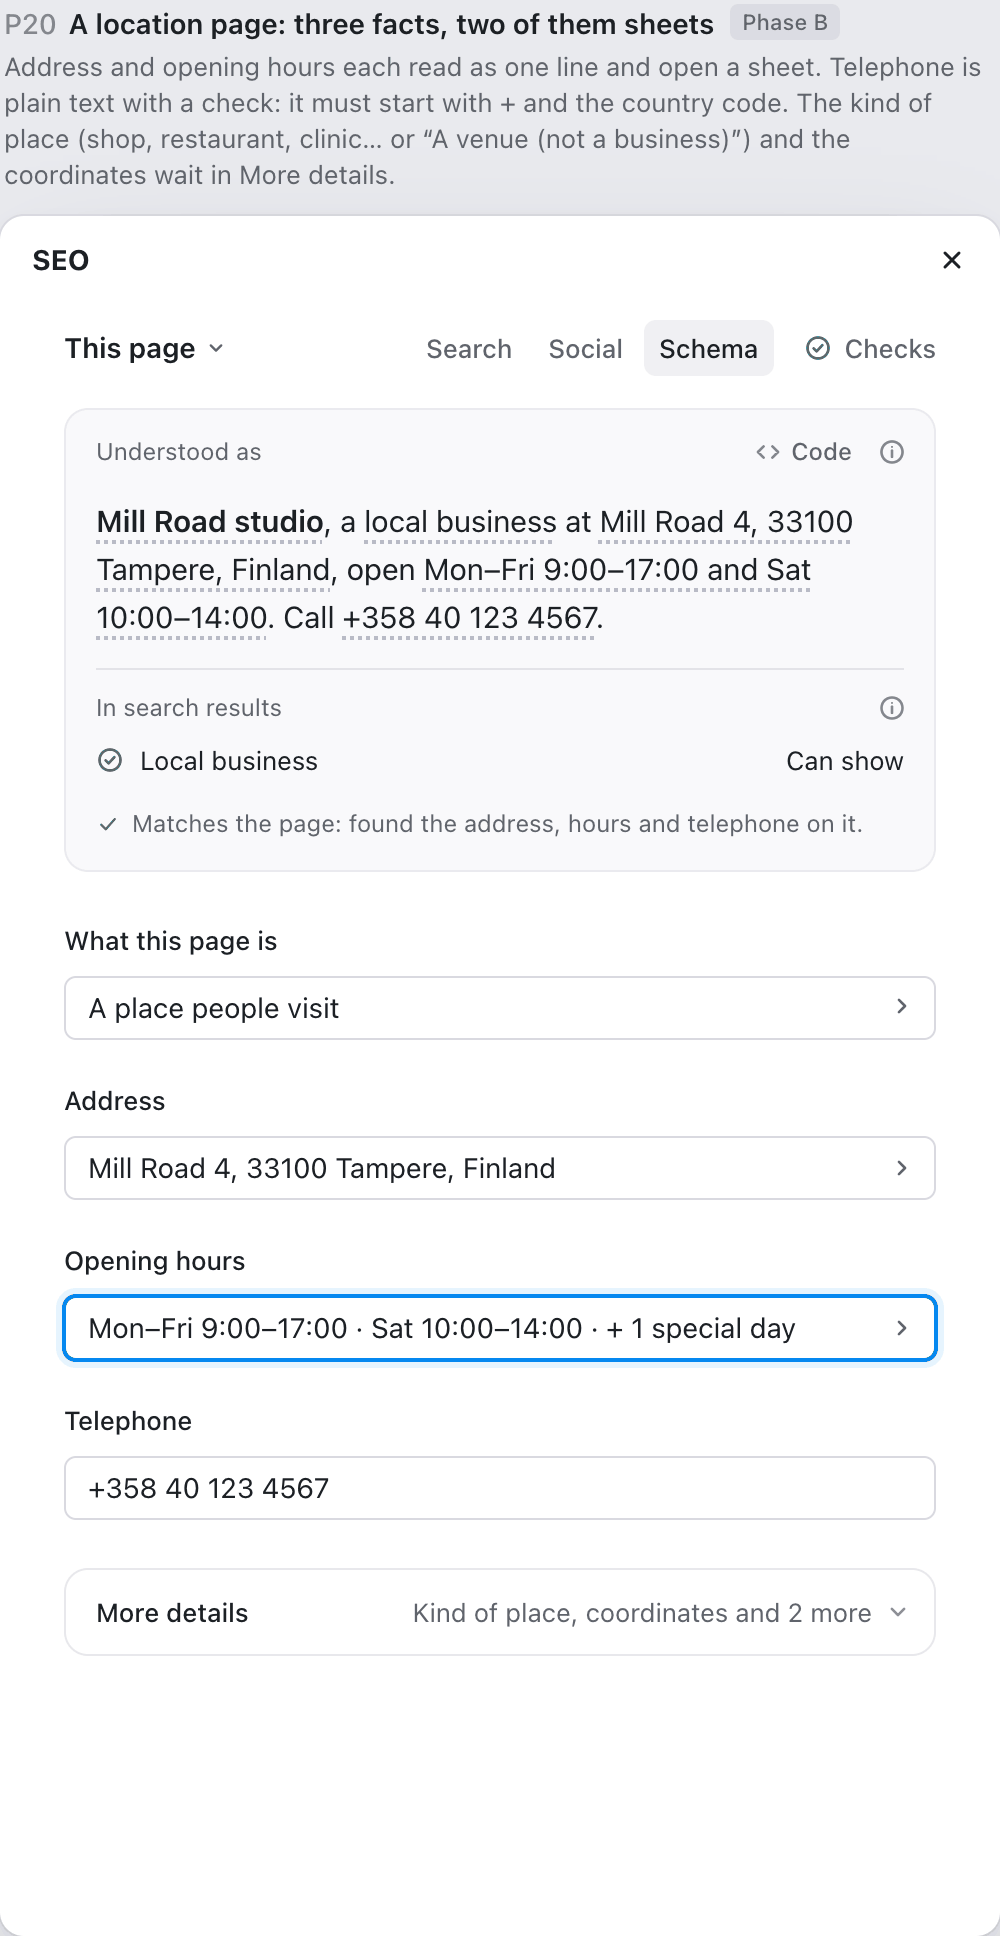 P20 A location page: three facts, two of them sheets Phase B
Address and opening hours each read as one line and open a sheet. Telephone is
plain text with a check: it must start with + and the country code. The kind of
place (shop, restaurant, clinic… or “A venue (not a business)”) and the
coordinates wait in More details.
SEO
This page Search Social Schema Checks
Understood as Code
Mill Road studio, a local business at Mill Road 4, 33100
Tampere, Finland, open Mon–Fri 9:00–17:00 and Sat
10:00–14:00. Call +358 40 123 4567.
In search results
Local business Can show
Matches the page: found the address, hours and telephone on it.
What this page is
A place people visit
Address
Mill Road 4, 33100 Tampere, Finland
Opening hours
Mon–Fri 9:00–17:00 · Sat 10:00–14:00 · + 1 special day
Telephone
+358 40 123 4567
More details Kind of place, coordinates and 2 more